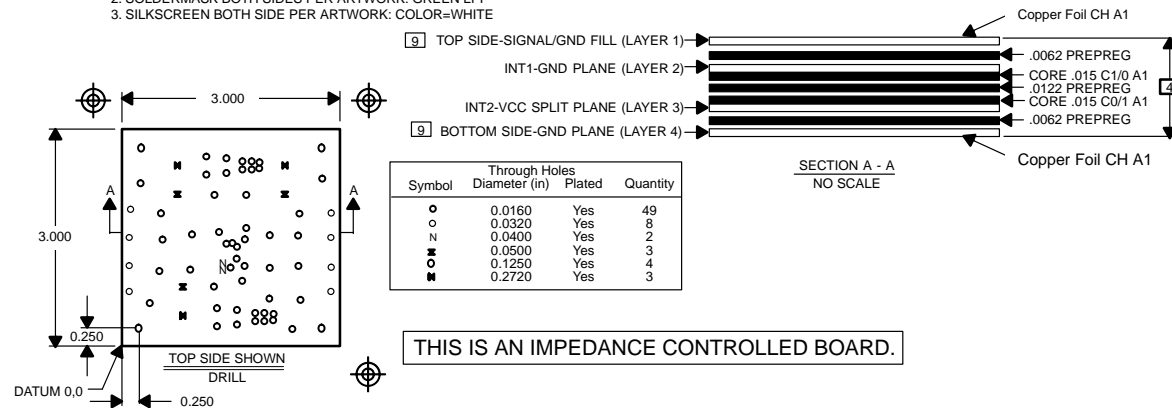 2. SOLDERMASK BOTH SIDES PER ARTWORK: GREEN LPI
3. SILKSCREEN BOTH SIDE PER ARTWORK: COLOR=WHITE
Copper Foil CH A1
9 TOP SIDE-SIGNAL/GND FILL (LAYER 1)
.0062 PREPREG
INT1-GND PLANE (LAYER 2)
CORE .015 C1/0 A1
.0122 PREPREG
4
INT2-VCC SPLIT PLANE (LAYER 3)
CORE .015 C0/1 A1
.0062 PREPREG
9 BOTTOM SIDE-GND PLANE (LAYER 4)
Copper Foil CH A1
SECTION A - A
NO SCALE
3.000
A
A
3.000
N
N
0.250
TOP SIDE SHOWN
DRILL
DATUM 0,0
0.250
Through Holes
Symbol Diameter (in) Plated Quantity
0.0160 Yes 49
0.0320 Yes 8
N 0.0400 Yes 2
0.0500 Yes 3
0.1250 Yes 4
0.2720 Yes 3
THIS IS AN IMPEDANCE CONTROLLED BOARD.